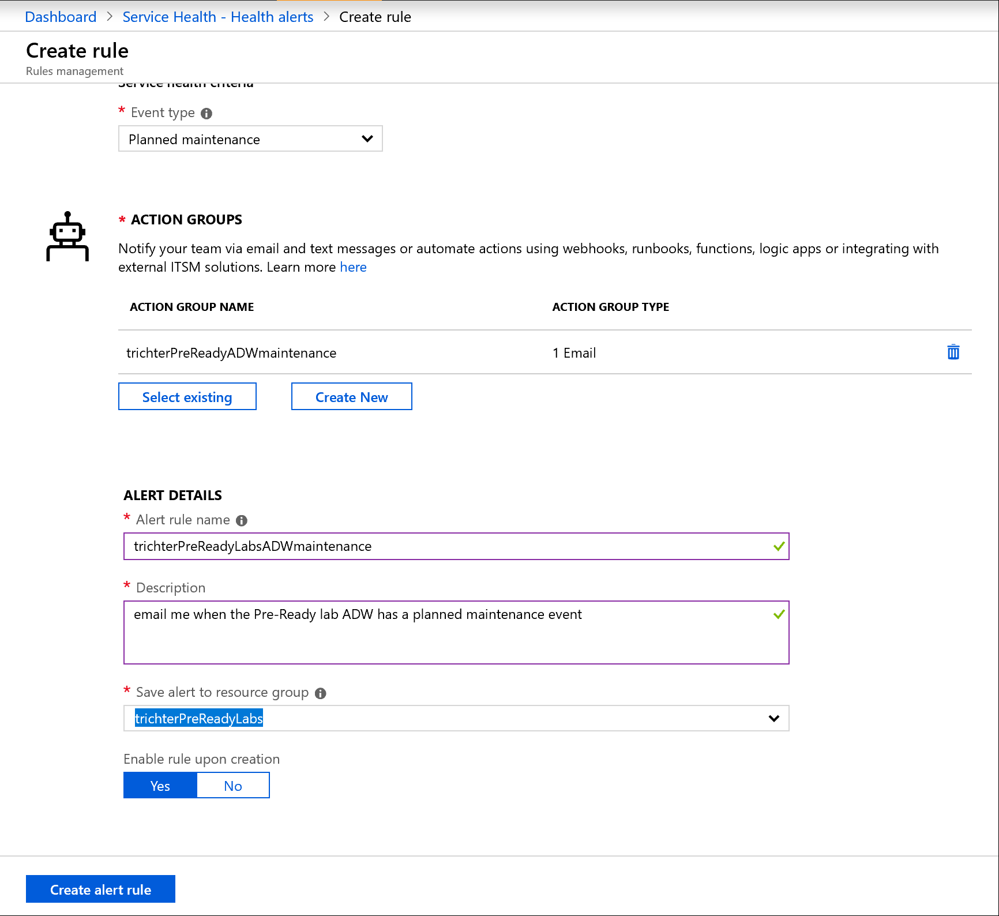 Dashboard > Service Health - Health alerts > Create rule
Create rule
Rules management
Service health criteria
* Event type
Planned maintenance
* ACTION GROUPS
Notify your team via email and text messages or automate actions using webhooks, runbooks, functions, logic apps or integrating with
external ITSM solutions. Learn more here
ACTION GROUP NAME ACTION GROUP TYPE
trichterPreReadyADWmaintenance 1 Email
Select existing Create New
ALERT DETAILS
* Alert rule name
trichterPreReadyLabsADWmaintenance
* Description
email me when the Pre-Ready lab ADW has a planned maintenance event
* Save alert to resource group
trichterPreReadyLabs
Enable rule upon creation
Yes No
Create alert rule